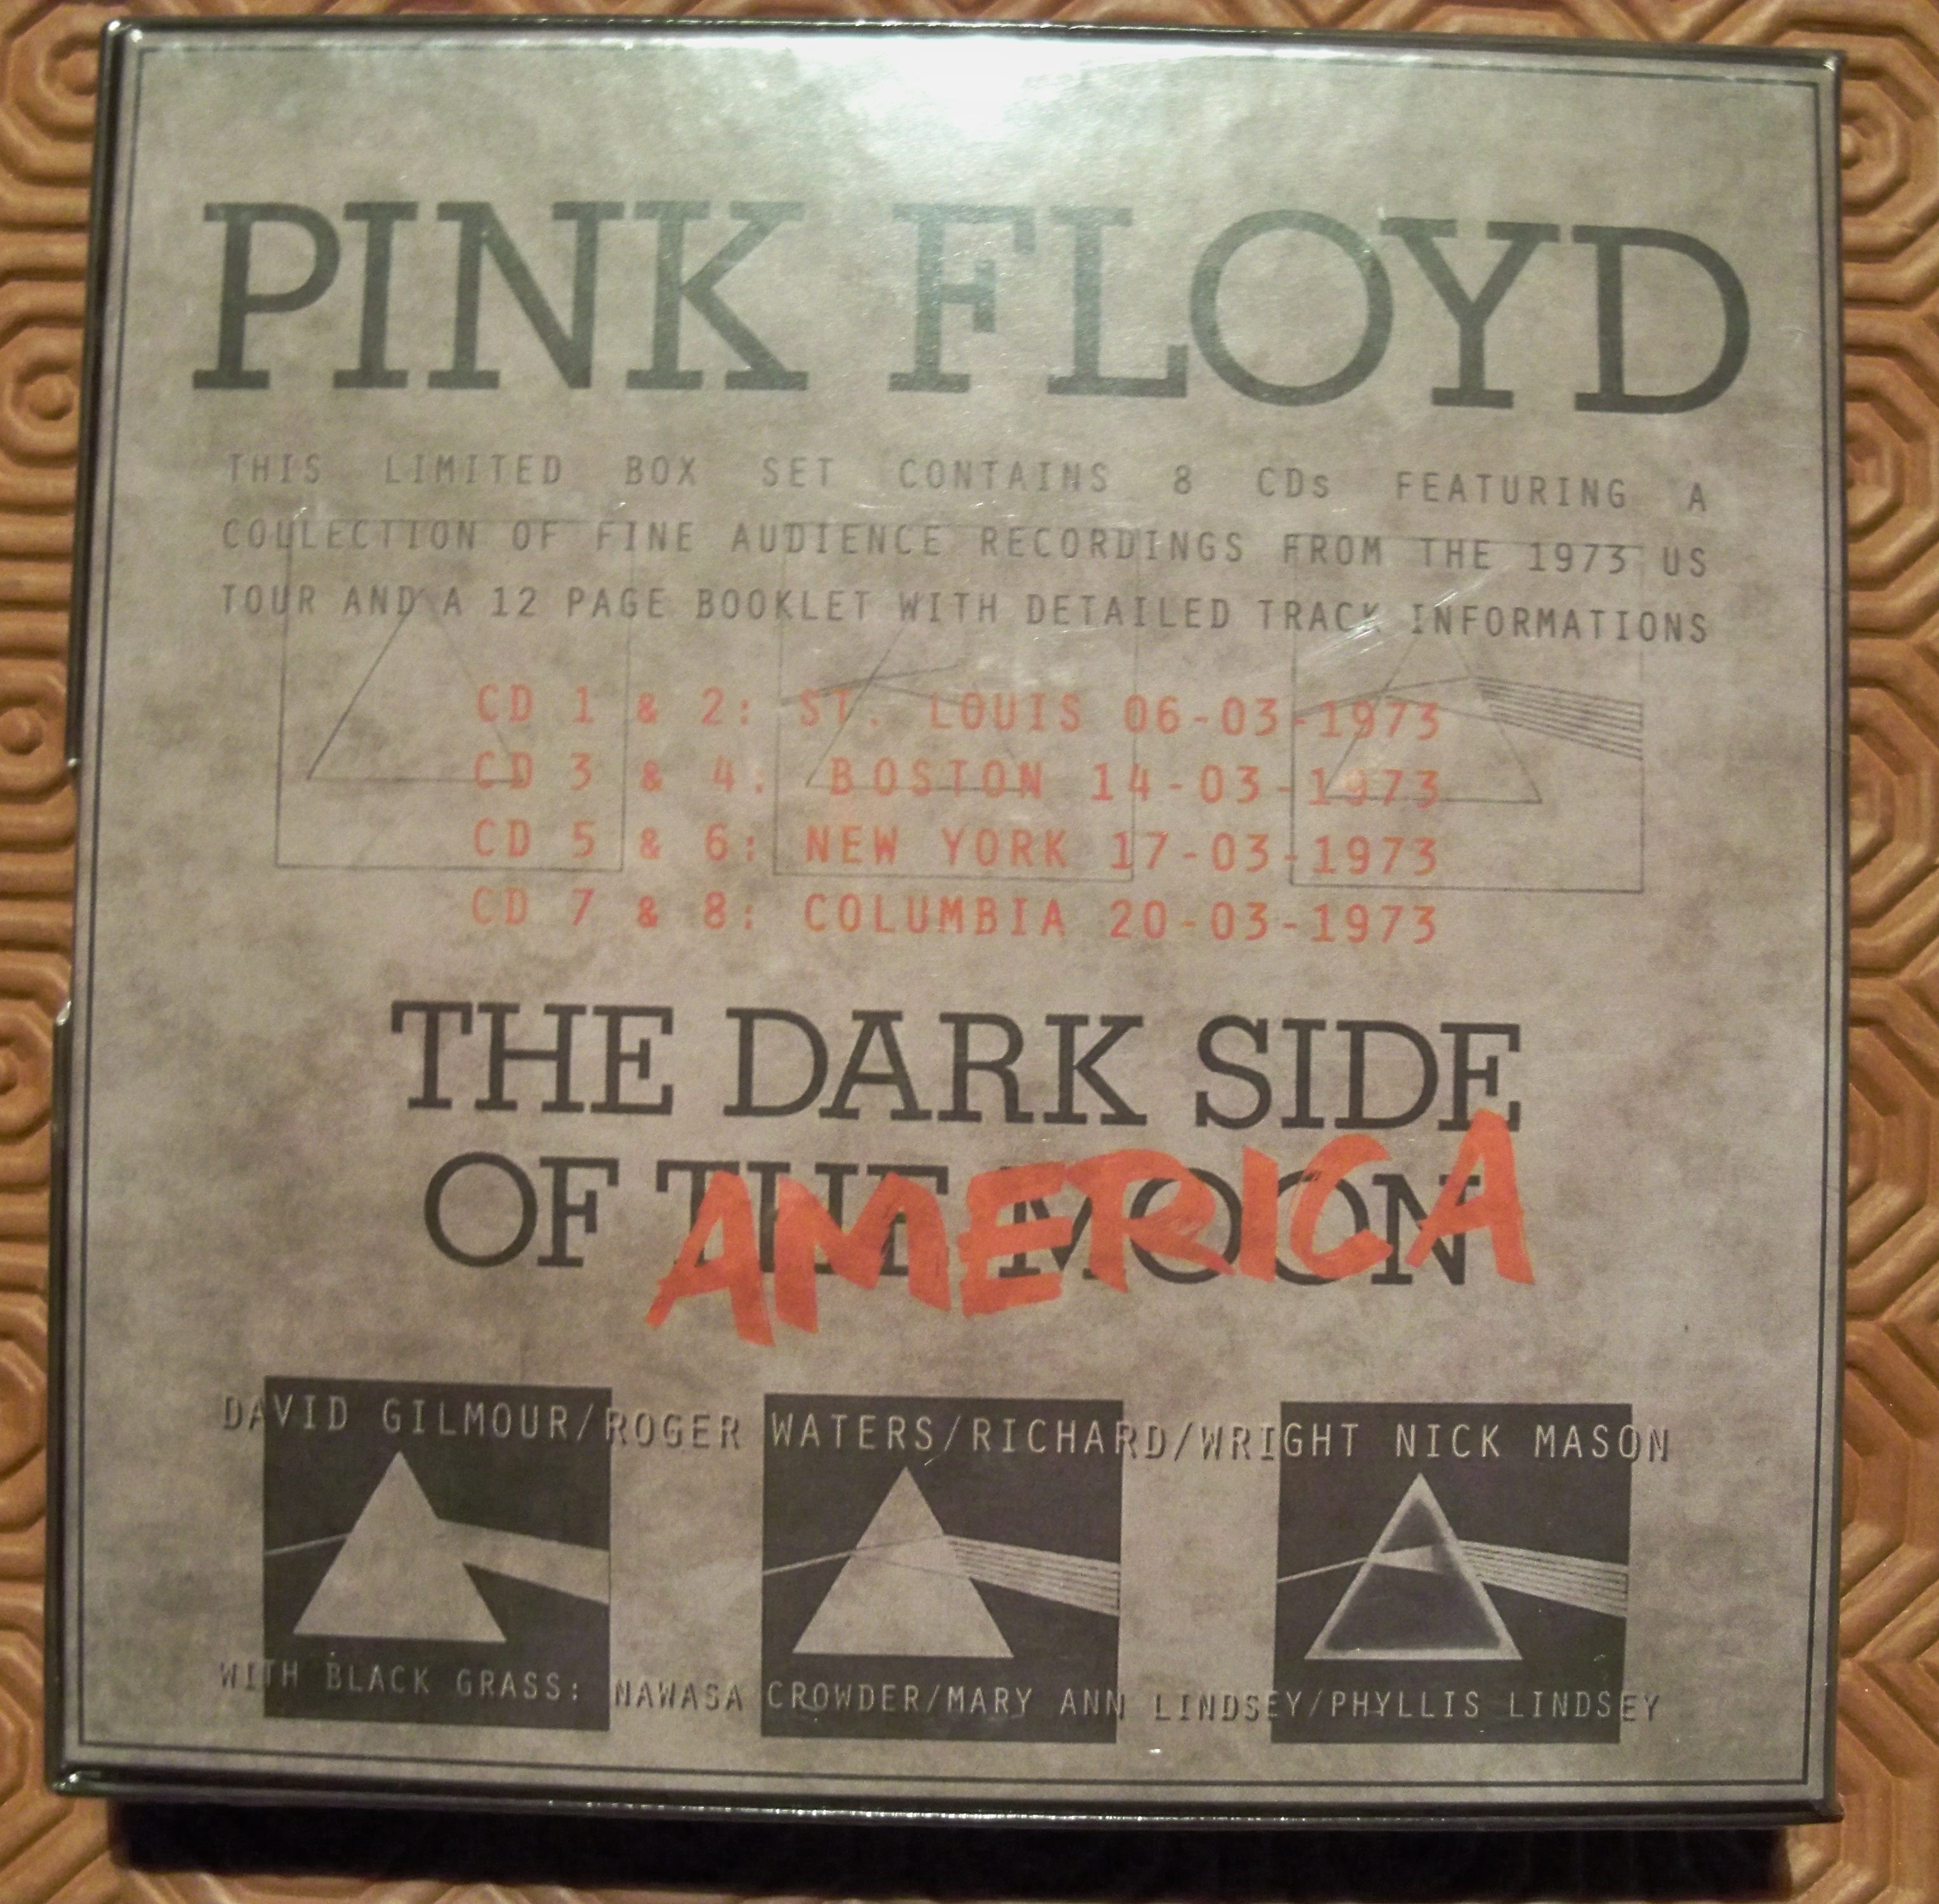 PINK FLOYD
THIS LIMITED BOX SET CONTAINS 8 CDs FEATURING A
COLLECTION OF FINE AUDIENCE RECORDINGS FROM THE 1973 US
TOUR AND A 12 PAGE BOOKLET WITH DETAILED TRACK INFORMATIONS
CD 1 & 2: ST. LOUIS 06-03-1973
CD 3 & 4: BOSTON 14-03-1973
CD 5 & 6: NEW YORK 17-03-1973
CD 7 & 8: COLUMBIA 20-03-1973
THE DARK SIDE
OF THE MOON
AMERICA
DAVID GILMOUR/ROGER WATERS/RICHARD/WRIGHT NICK MASON
WITH BLACK GRASS: NAWASA CROWDER/MARY ANN LINDSEY/PHYLLIS LINDSEY